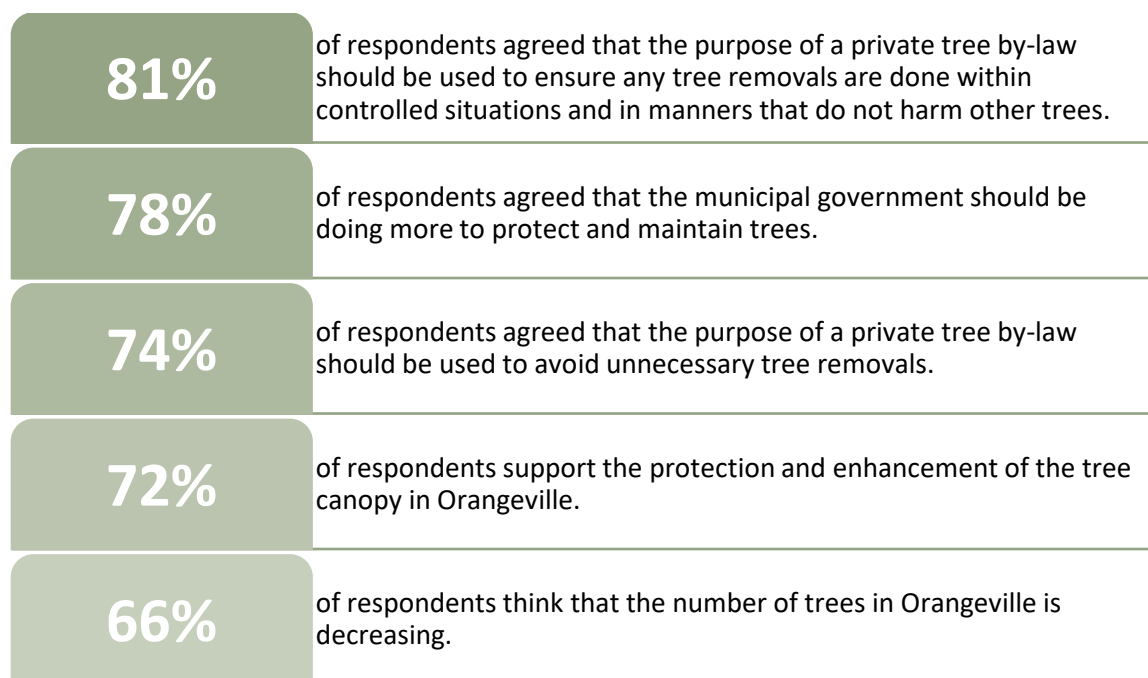 81%
of respondents agreed that the purpose of a private tree by-law
should be used to ensure any tree removals are done within
controlled situations and in manners that do not harm other trees.
78%
of respondents agreed that the municipal government should be
doing more to protect and maintain trees.
74%
of respondents agreed that the purpose of a private tree by-law
should be used to avoid unnecessary tree removals.
72%
of respondents support the protection and enhancement of the tree
canopy in Orangeville.
66%
of respondents think that the number of trees in Orangeville is
decreasing.